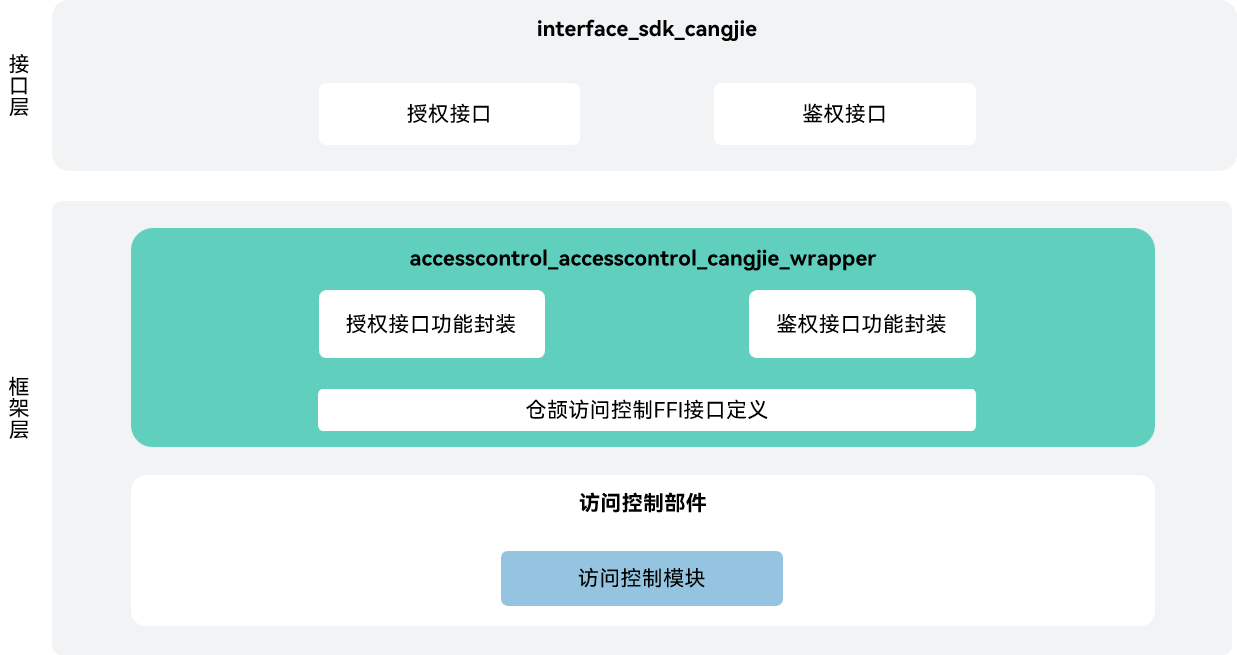 接口层
interface_sdk_cangjie
授权接口
鉴权接口
框架层
accesscontrol_accesscontrol_cangjie_wrapper
授权接口功能封装
鉴权接口功能封装
仓颉访问控制FFI接口定义
访问控制部件
访问控制模块